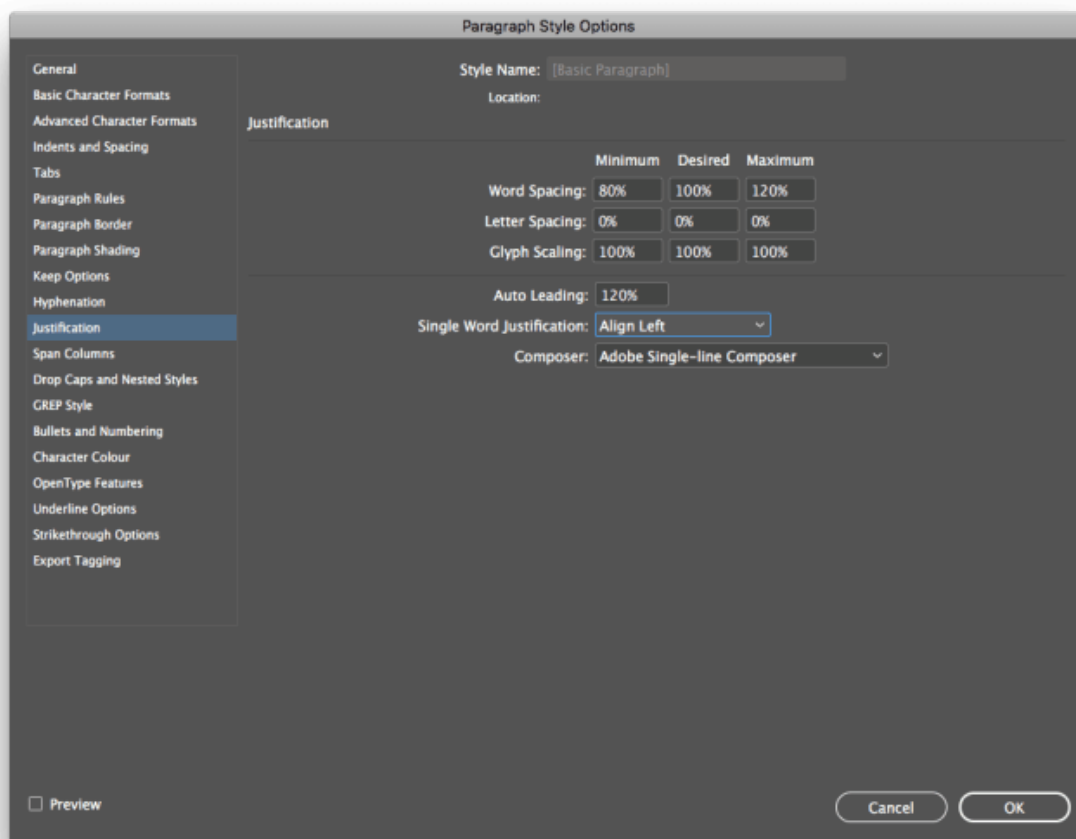 Paragraph Style Options
General
Basic Character Formats
Advanced Character Formats
Indents and Spacing
Tabs
Paragraph Rules
Paragraph Border
Paragraph Shading
Keep Options
Hyphenation
Justification
Span Columns
Drop Caps and Nested Styles
GREP Style
Bullets and Numbering
Character Colour
OpenType Features
Underline Options
Strikethrough Options
Export Tagging
Style Name: [Basic Paragraph]
Location:
Justification
Minimum Desired Maximum
Word Spacing: 80% 100% 120%
Letter Spacing: 0% 0% 0%
Glyph Scaling: 100% 100% 100%
Auto Leading: 120%
Single Word Justification: Align Left
Composer: Adobe Single-line Composer
Preview
Cancel OK